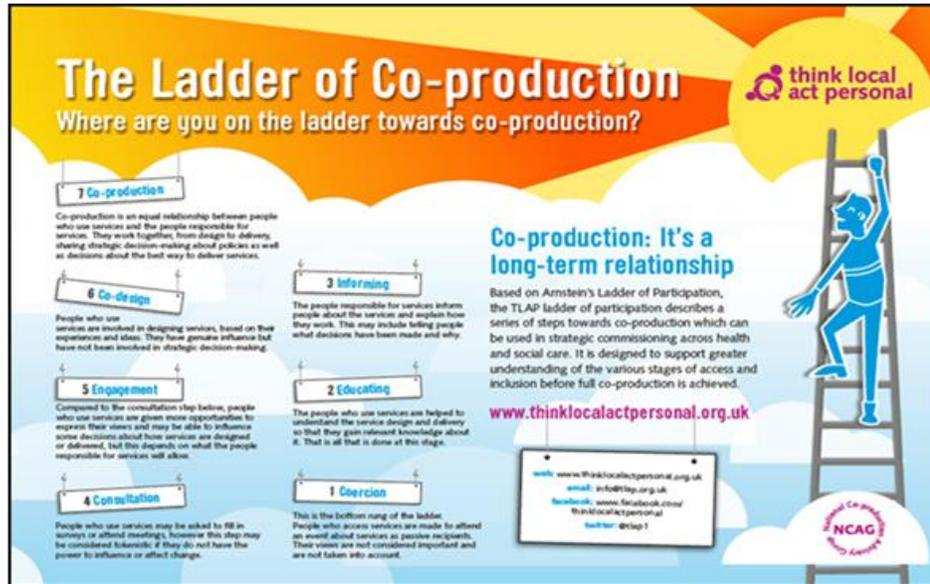 The Ladder of Co-production
Where are you on the ladder towards co-production?
think local
act personal
7 Co-production
Co-production is an equal relationship between people
who use services and the people responsible for
services. They work together, from design to delivery,
sharing strategic decision-making about policies as well
as decisions about the best way to deliver services.
6 Co-design
People who use
services are involved in designing services, based on their
experiences and ideas. They have genuine influence but
have not been involved in strategic decision-making.
5 Engagement
Compared to the consultation step below, people
who use services are given more opportunities to
express their views and may be able to influence
some decisions about how services are designed
or delivered, but this depends on what the people
responsible for services will allow.
4 Consultation
People who use services may be asked to fill in
surveys or attend meetings, however this step may
be considered tokenistic if they do not have the
power to influence or affect change.
3 Informing
The people responsible for services inform
people about the services and explain how
they work. This may include telling people
what decisions have been made and why.
2 Educating
The people who use services are helped to
understand the service design and delivery
so that they gain relevant knowledge about
it. That is all that is done at this stage.
1 Coercion
This is the bottom rung of the ladder.
People who access services are made to attend
an event about services as passive recipients.
Their views are not considered important and
are not taken into account.
Co-production: It's a
long-term relationship
Based on Arnstein's Ladder of Participation,
the TLAP ladder of participation describes a
series of steps towards co-production which can
be used in strategic commissioning across health
and social care. It is designed to support greater
understanding of the various stages of access and
inclusion before full co-production is achieved.
www.thinklocalactpersonal.org.uk
web: www.thinklocalactpersonal.org.uk
email: info@tlap.org.uk
facebook: www.facebook.com/
thinklocalactpersonal
twitter: @tlap1
National Co-production Advisory Group
NCAG